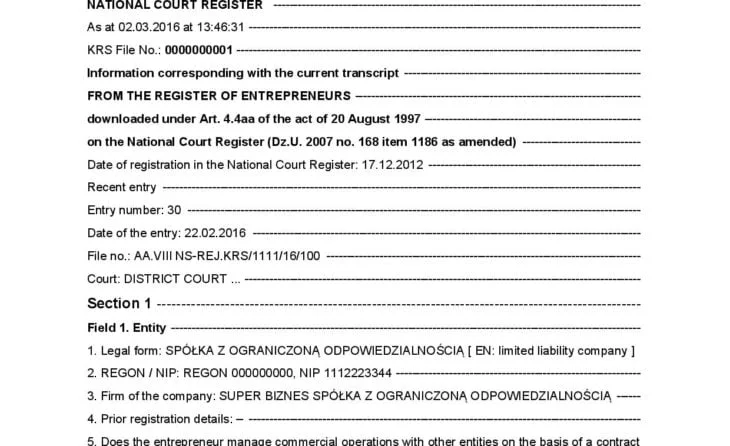 NATIONAL COURT REGISTER
As at 02.03.2016 at 13:46:31
KRS File No.: 0000000001
Information corresponding with the current transcript
FROM THE REGISTER OF ENTREPRENEURS
downloaded under Art. 4.4aa of the act of 20 August 1997
on the National Court Register (Dz.U. 2007 no. 168 item 1186 as amended)
Date of registration in the National Court Register: 17.12.2012
Recent entry
Entry number: 30
Date of the entry: 22.02.2016
File no.: AA.VIII NS-REJ.KRS/1111/16/100
Court: DISTRICT COURT ...
Section 1
Field 1. Entity
1. Legal form: SPÓŁKA Z OGRANICZONĄ ODPOWIEDZIALNOŚCIĄ [ EN: limited liability company ]
2. REGON / NIP: REGON 000000000, NIP 1112223344
3. Firm of the company: SUPER BIZNES SPÓŁKA Z OGRANICZONĄ ODPOWIEDZIALNOŚCIĄ
4. Prior registration details: –
5. Does the entrepreneur manage commercial operations with other entities on the basis of a contract